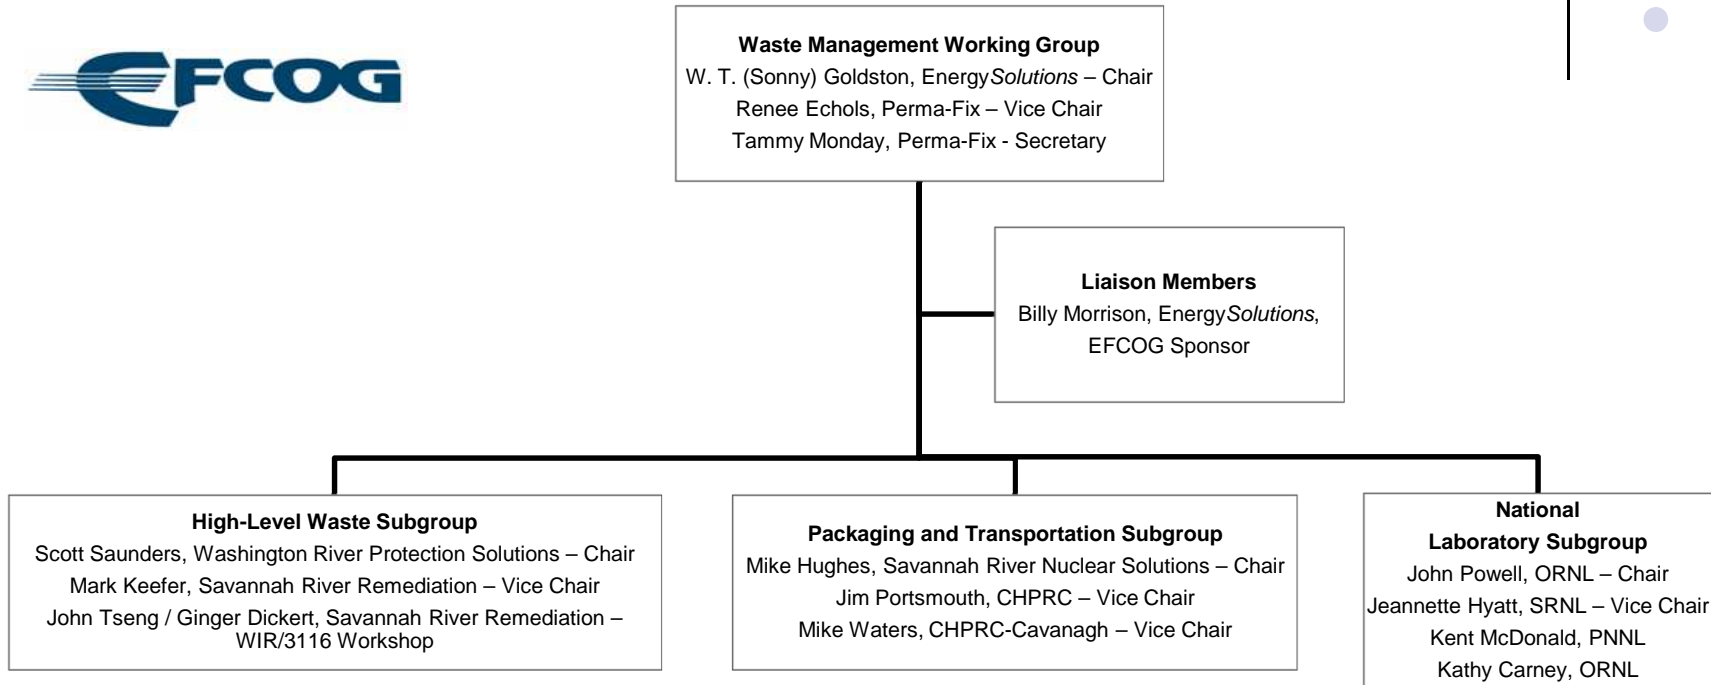 EFCOG
Waste Management Working Group
W. T. (Sonny) Goldston, EnergySolutions – Chair
Renee Echols, Perma-Fix – Vice Chair
Tammy Monday, Perma-Fix - Secretary
Liaison Members
Billy Morrison, EnergySolutions,
EFCOG Sponsor
High-Level Waste Subgroup
Scott Saunders, Washington River Protection Solutions – Chair
Mark Keefer, Savannah River Remediation – Vice Chair
John Tseng / Ginger Dickert, Savannah River Remediation –
WIR/3116 Workshop
Packaging and Transportation Subgroup
Mike Hughes, Savannah River Nuclear Solutions – Chair
Jim Portsmouth, CHPRC – Vice Chair
Mike Waters, CHPRC-Cavanagh – Vice Chair
National
Laboratory Subgroup
John Powell, ORNL – Chair
Jeannette Hyatt, SRNL – Vice Chair
Kent McDonald, PNNL
Kathy Carney, ORNL